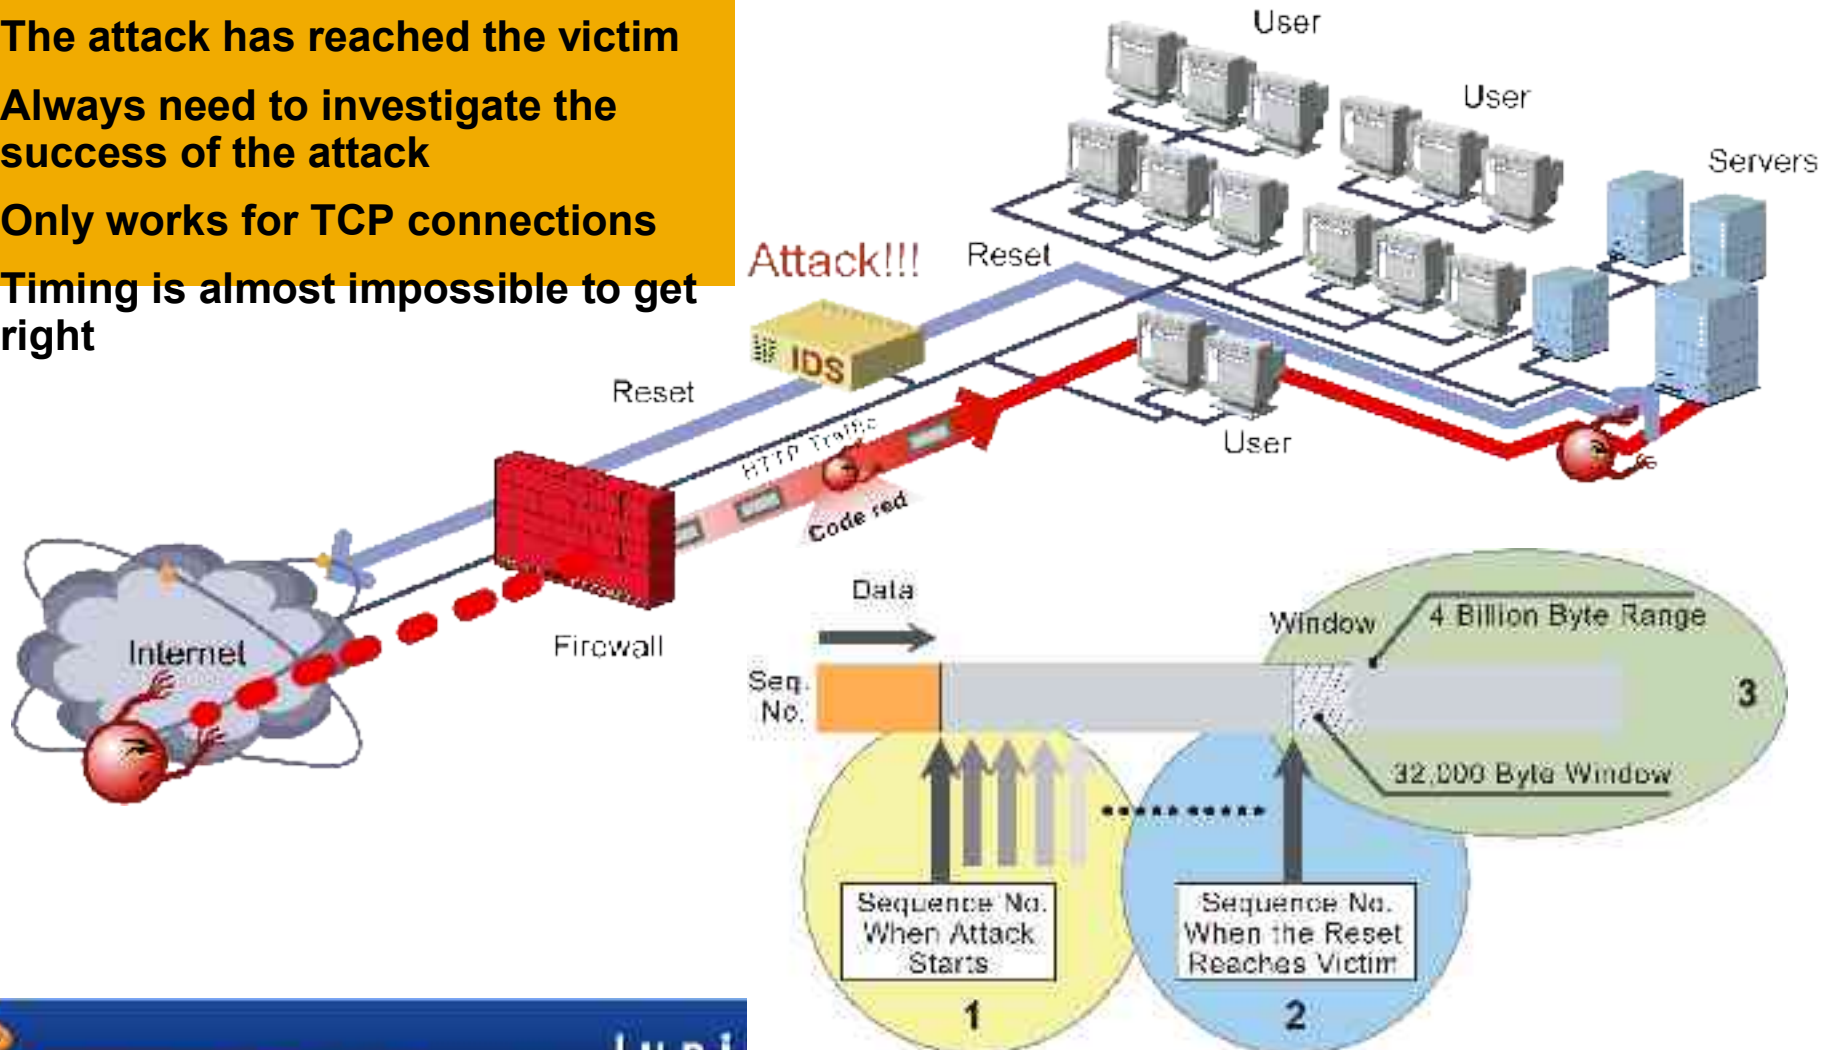 The attack has reached the victim
Always need to investigate the
success of the attack
Only works for TCP connections
Timing is almost impossible to get
right
User
User
Servers
Attack!!!
Reset
IDS
Reset
HTTP Traffic
User
Code red
Internet
Firewall
Data
Window
4 Billion Byte Range
Seq.
No.
3
32,000 Byte Window
Sequence No.
When Attack
Starts
Sequence No.
When the Reset
Reaches Victim
1
2